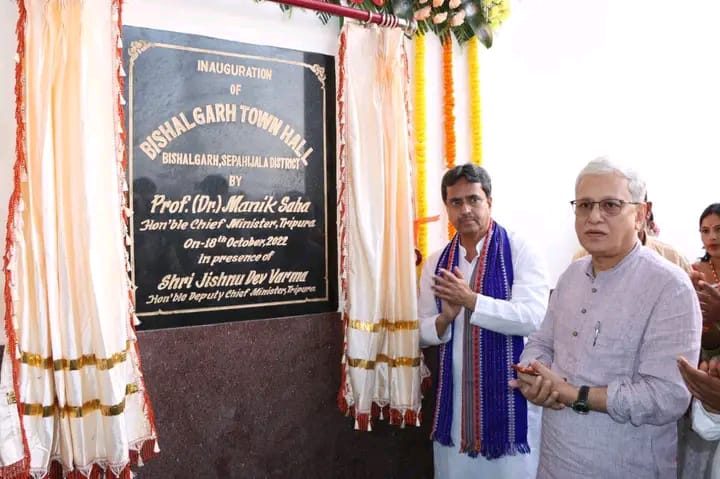 INAUGURATION
OF
BISHALGARH TOWN HALL
BISHALGARH, SEPAHIJALA DISTRICT
BY
Prof. (Dr.) Manik Saha
Hon'ble Chief Minister, Tripura
On-18th October, 2022
in presence of
Shri Jishnu Dev Varma
Hon'ble Deputy Chief Minister, Tripura